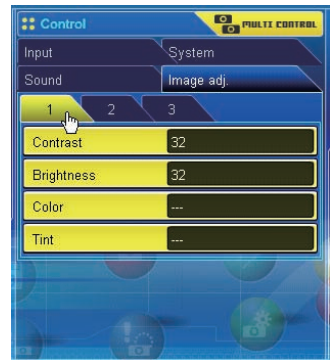 Control MULTI CONTROL
Input System
Sound Image adj.
1 2 3
Contrast 32
Brightness 32
Color ---
Tint ---